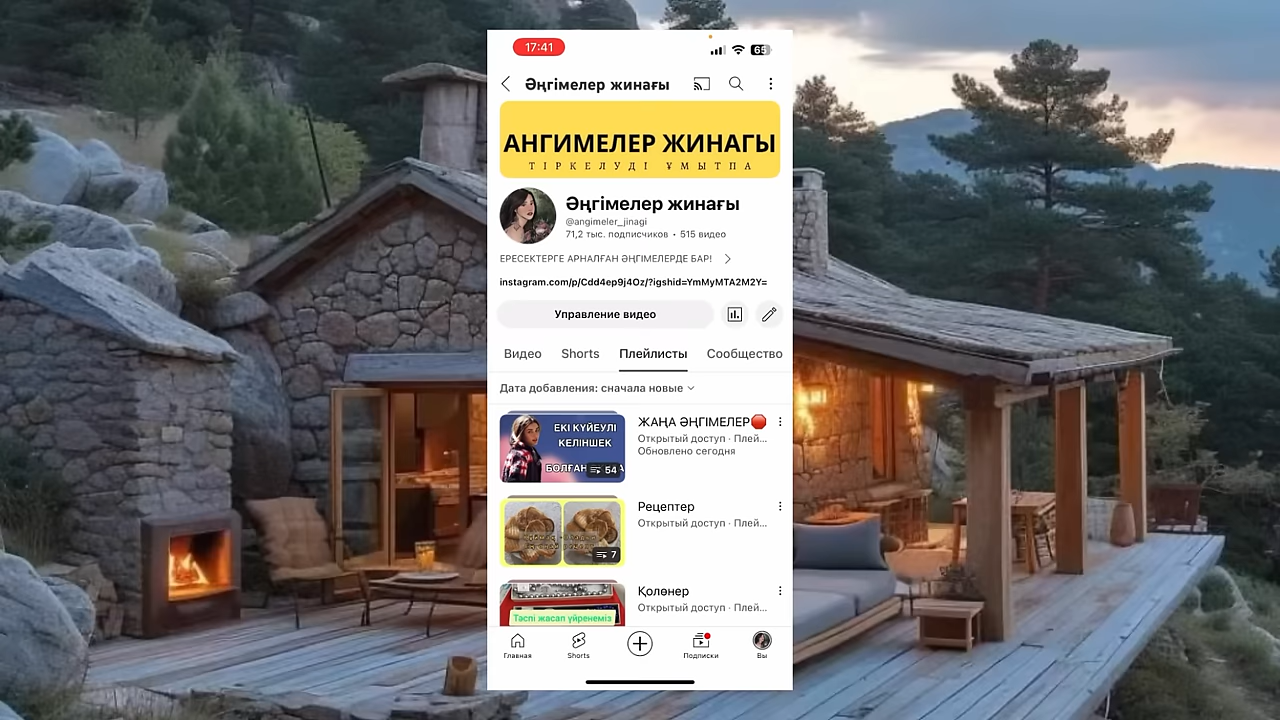 17:41
65
Әңгімелер жинағы
АНГИМЕЛЕР ЖИНАГЫ
ТІРКЕЛУДІ ҰМЫТПА
Әңгімелер жинағы
@angimeler_jinagi
71,2 тыс. подписчиков • 515 видео
ЕРЕСЕКТЕРГЕ АРНАЛҒАН ӘҢГІМЕЛЕРДЕ БАР!
instagram.com/p/Cdd4ep9j4Oz/?igshid=YmMyMTA2M2Y=
Управление видео
Видео Shorts Плейлисты Сообщество
Дата добавления: сначала новые
ЕКІ КҮЙЕУЛІ
КЕЛІНШЕК
54
ЖАҢА ӘҢГІМЕЛЕР
Открытый доступ · Плей...
Обновлено сегодня
7
Рецептер
Открытый доступ · Плей...
Тәспі жасап үйренеміз
Қолөнер
Открытый доступ · Плей...
Главная Shorts Подписки Вы